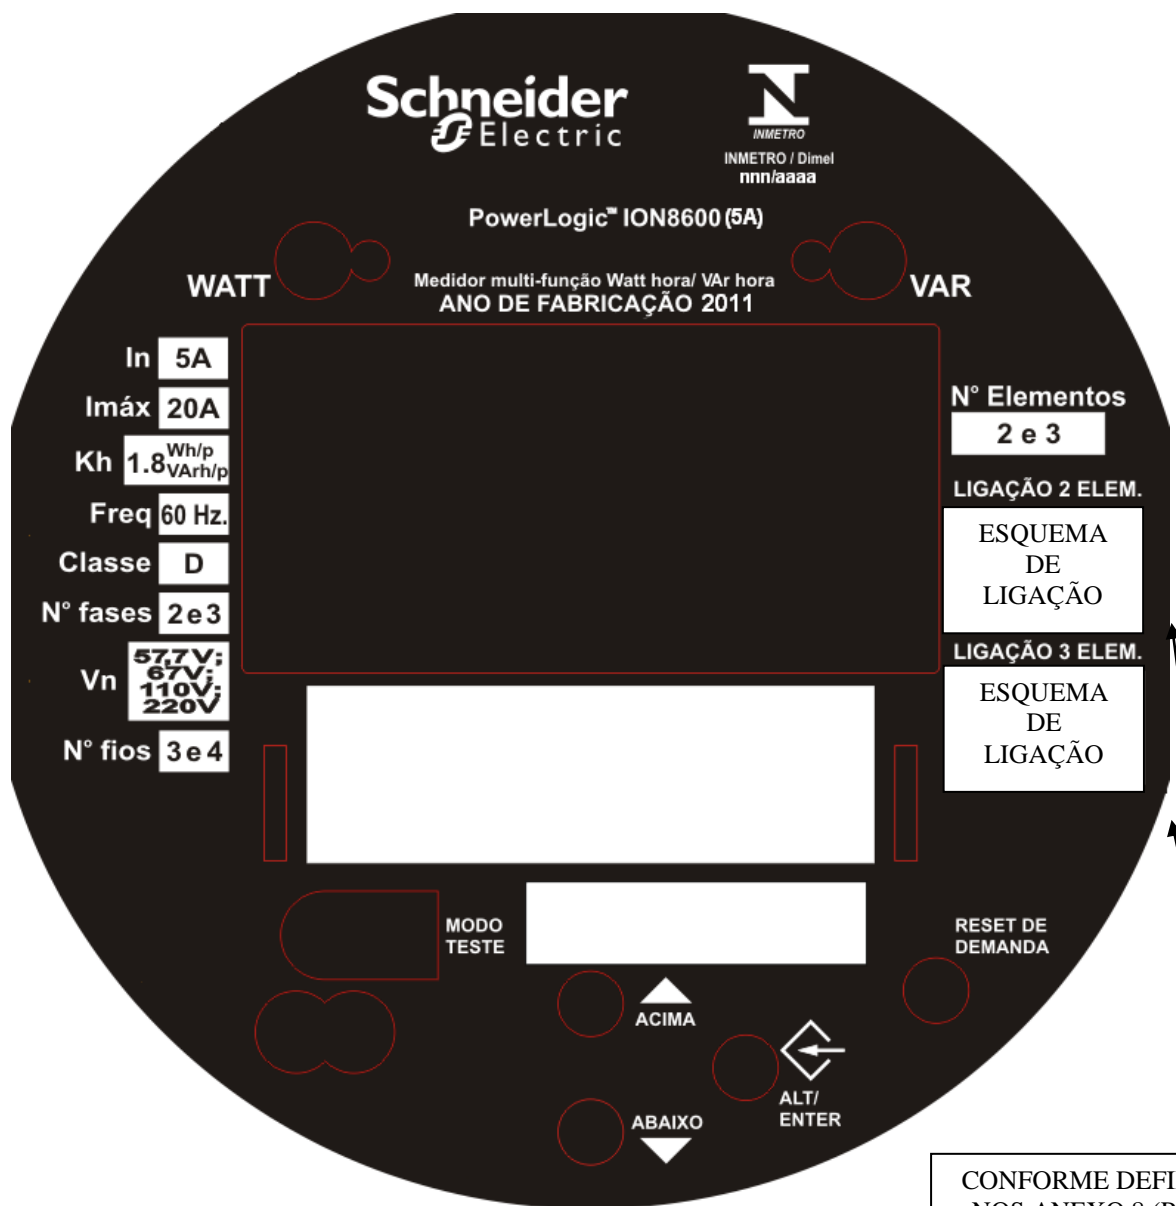 Schneider
Electric
INMETRO
INMETRO / Dimel
nnn/aaaa
PowerLogic™ ION8600 (5A)
WATT
VAR
Medidor multi-função Watt hora/ VAr hora
ANO DE FABRICAÇÃO 2011
In 5A
Imáx 20A
Kh 1.8 Wh/p
VArh/p
Freq 60 Hz.
Classe D
N° fases 2 e 3
Vn 57,7V;
67V;
110V;
220V
N° fios 3 e 4
N° Elementos
2 e 3
LIGAÇÃO 2 ELEM.
ESQUEMA
DE
LIGAÇÃO
LIGAÇÃO 3 ELEM.
ESQUEMA
DE
LIGAÇÃO
MODO
TESTE
RESET DE
DEMANDA
ACIMA
ALT/
ENTER
ABAIXO
CONFORME DEFI
NOS ANEXO 8